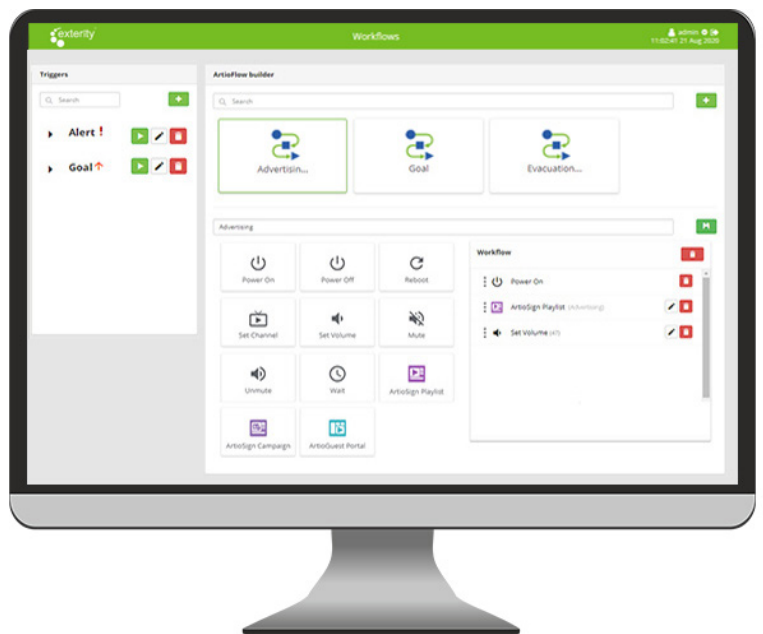 exterity
Workflows
admin
11:02:41 21 Aug 2020
Triggers
Search
Alert !
Goal
ArtioFlow builder
Search
Advertisin...
Goal
Evacuation...
Advertising
Power On
Power Off
Reboot
Set Channel
Set Volume
Mute
Unmute
Wait
ArtioSign Playlist
ArtioSign Campaign
ArtioGuest Portal
Workflow
Power On
ArtioSign Playlist (Advertising)
Set Volume (47)